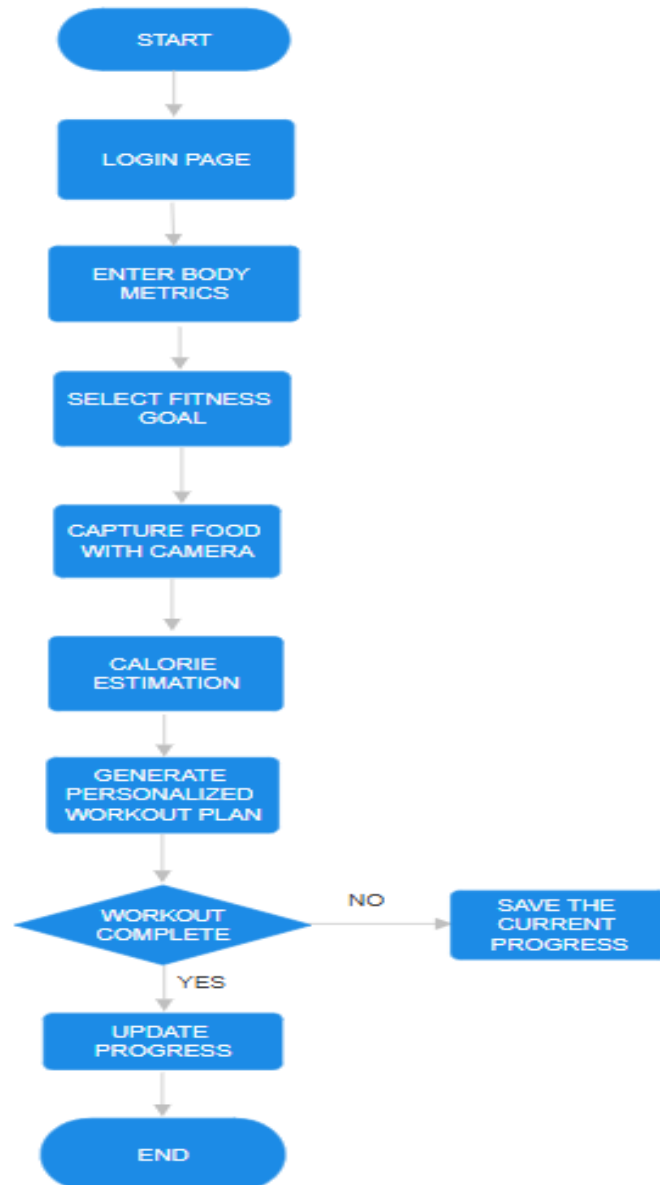 START
LOGIN PAGE
ENTER BODY
METRICS
SELECT FITNESS
GOAL
CAPTURE FOOD
WITH CAMERA
CALORIE
ESTIMATION
GENERATE
PERSONALIZED
WORKOUT PLAN
WORKOUT
COMPLETE
NO
SAVE THE
CURRENT
PROGRESS
YES
UPDATE
PROGRESS
END